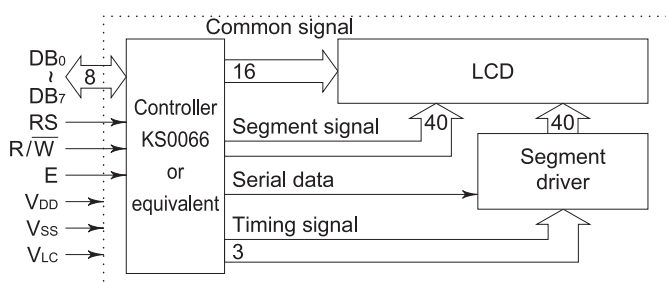 Common signal
DB0
~
DB7
8
16
LCD
Controller
KS0066
or
equivalent
RS
R/W̅
E
VDD
VSS
VLC
Segment signal
40
40
Segment
driver
Serial data
Timing signal
3